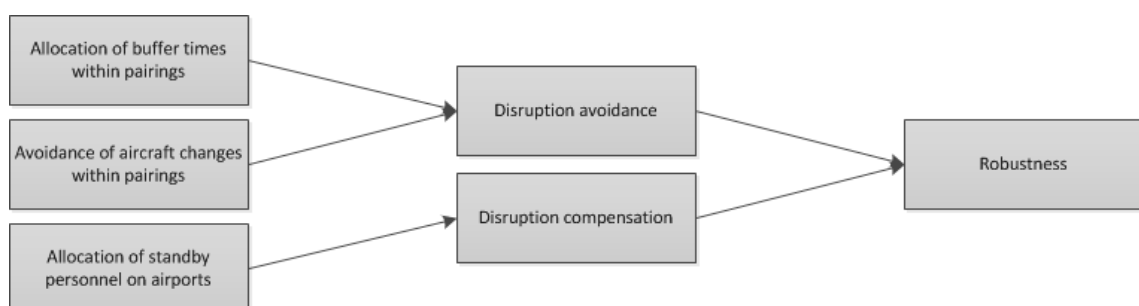 Allocation of buffer times
within pairings
Avoidance of aircraft changes
within pairings
Allocation of standby
personnel on airports
Disruption avoidance
Disruption compensation
Robustness